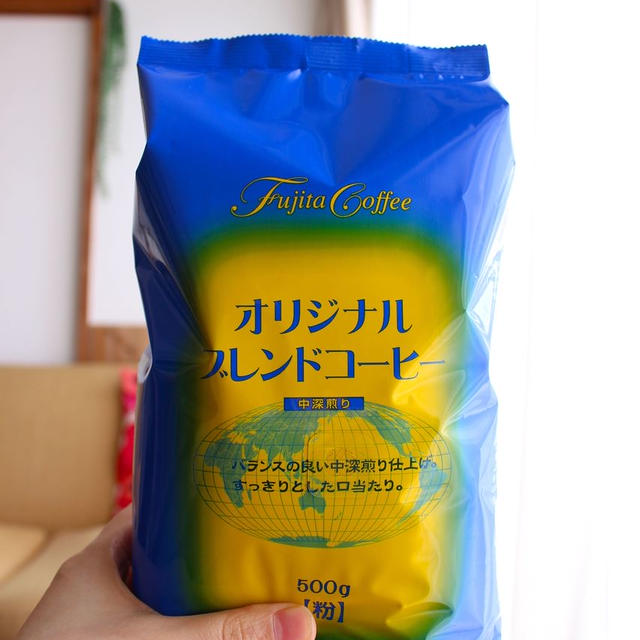 Fujita Coffee
オリジナル
ブレンドコーヒー
中深煎り
バランスの良い中深煎り仕上げ。
すっきりとした口当たり。
500g
【粉】